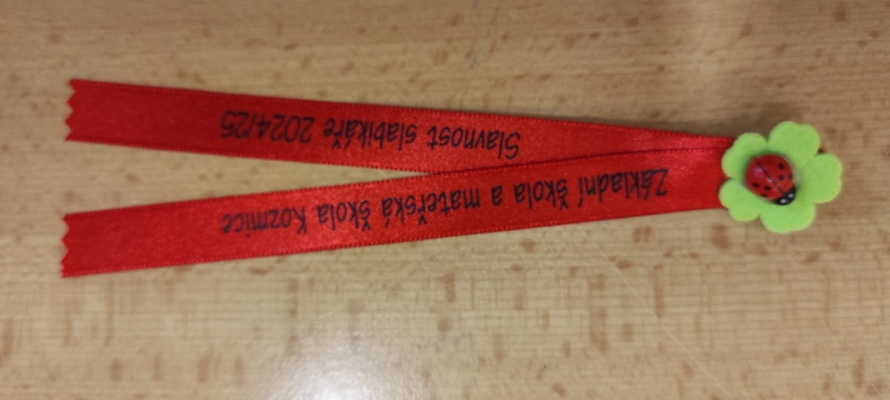 Základní škola a mateřská škola Kozmice
Slavnost slabikáře 2024/25